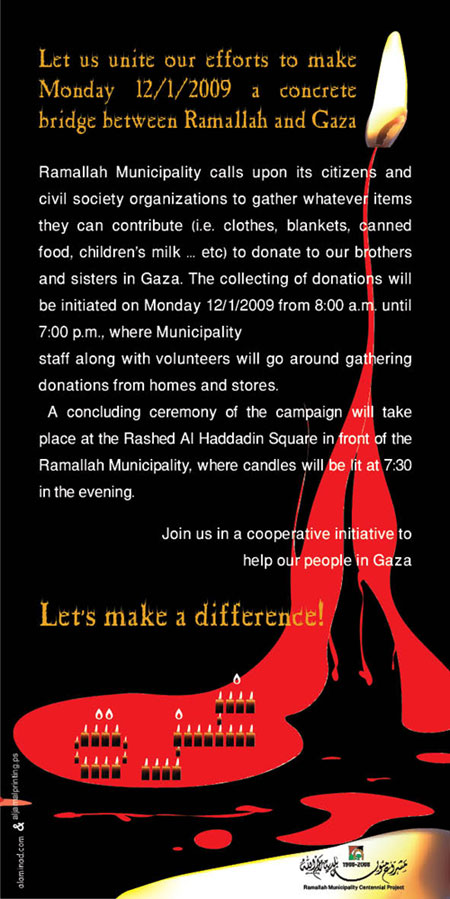 Let us unite our efforts to make
Monday 12/1/2009 a concrete
bridge between Ramallah and Gaza
Ramallah Municipality calls upon its citizens and
civil society organizations to gather whatever items
they can contribute (i.e. clothes, blankets, canned
food, children's milk ... etc) to donate to our brothers
and sisters in Gaza. The collecting of donations will
be initiated on Monday 12/1/2009 from 8:00 a.m. until
7:00 p.m., where Municipality
staff along with volunteers will go around gathering
donations from homes and stores.
A concluding ceremony of the campaign will take
place at the Rashed Al Haddadin Square in front of the
Ramallah Municipality, where candles will be lit at 7:30
in the evening.
Join us in a cooperative initiative to
help our people in Gaza
Let's make a difference!
غزة
alaminad.com & aljamalprinting.ps
1908-2008
Ramallah Municipality Centennial Project